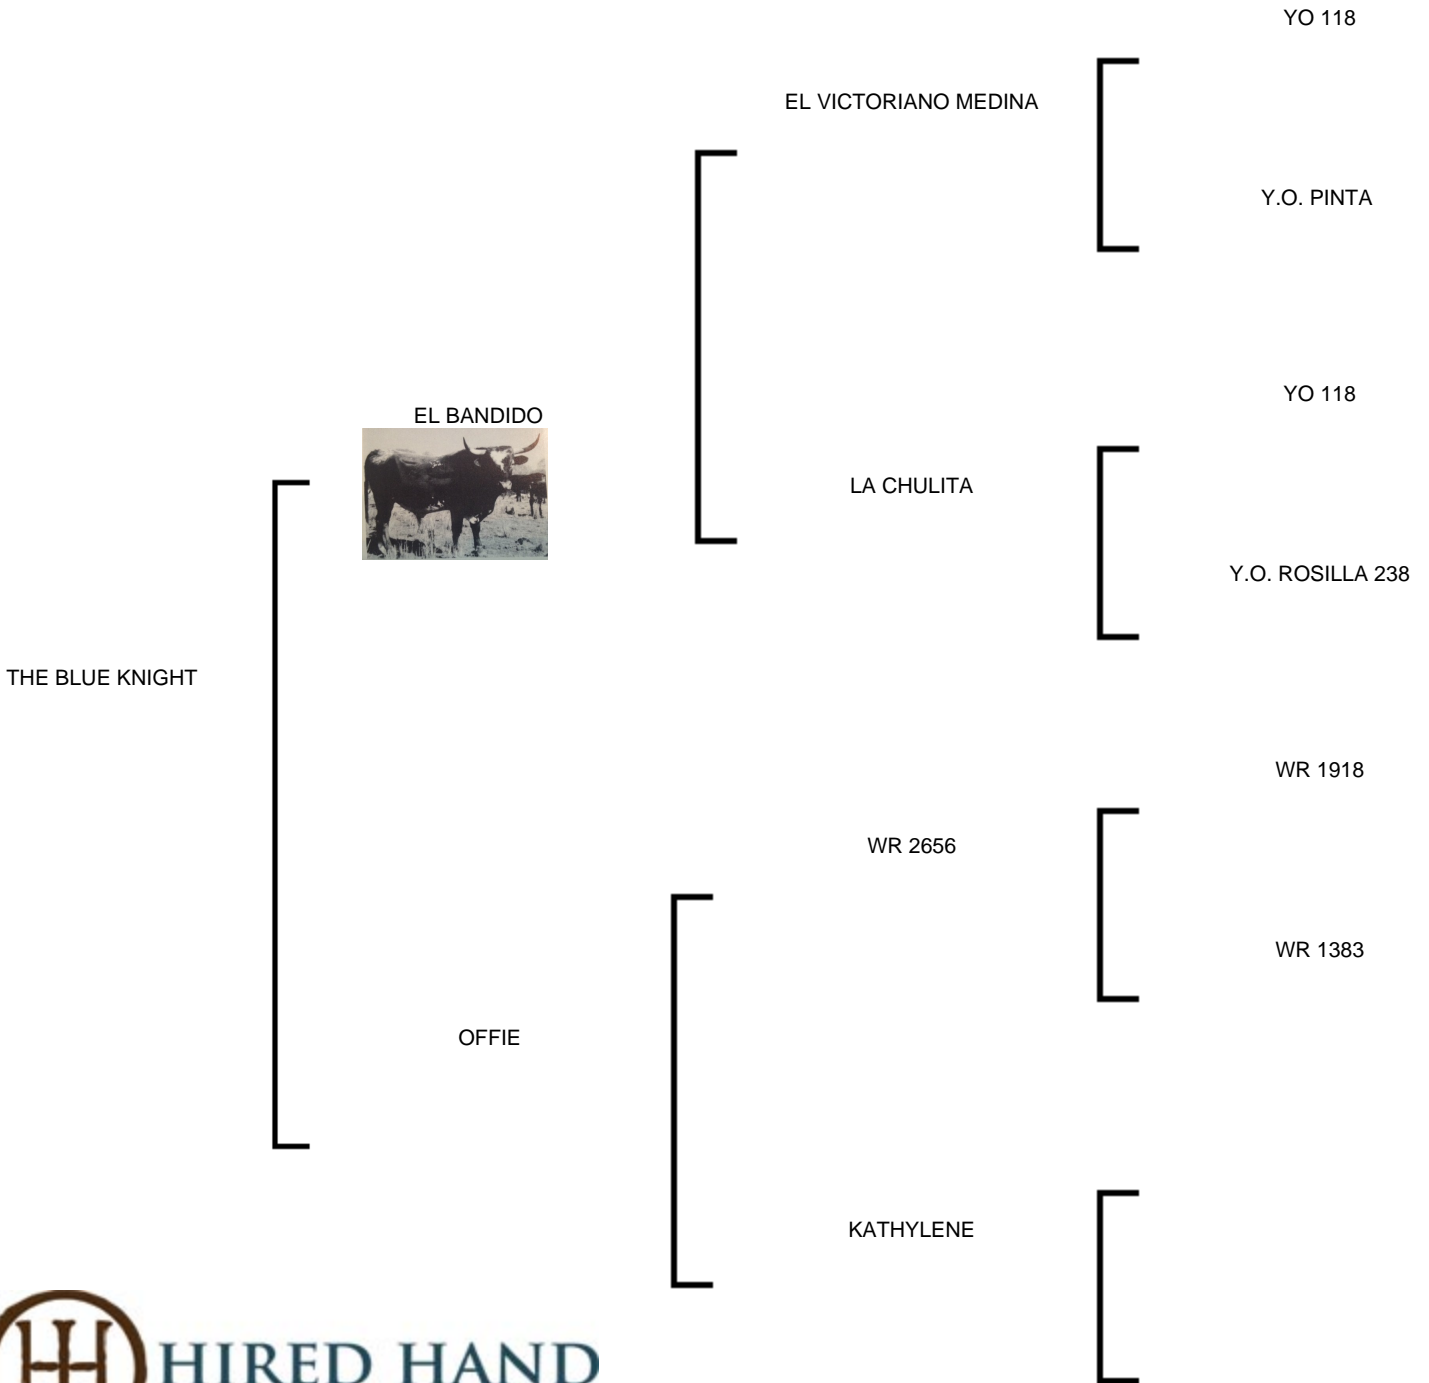 YO 118
EL VICTORIANO MEDINA
Y.O. PINTA
YO 118
EL BANDIDO
LA CHULITA
Y.O. ROSILLA 238
THE BLUE KNIGHT
WR 1918
WR 2656
WR 1383
OFFIE
KATHYLENE
HIRED HAND